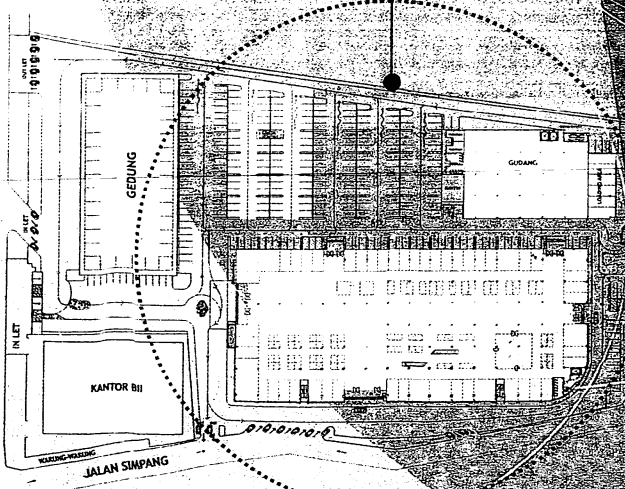 OUT LET
GEDUNG
GUDANG
LOADING AREA
IN LET
IN LET
KANTOR BII
WARUNG-WARUNG
JALAN SIMPANG